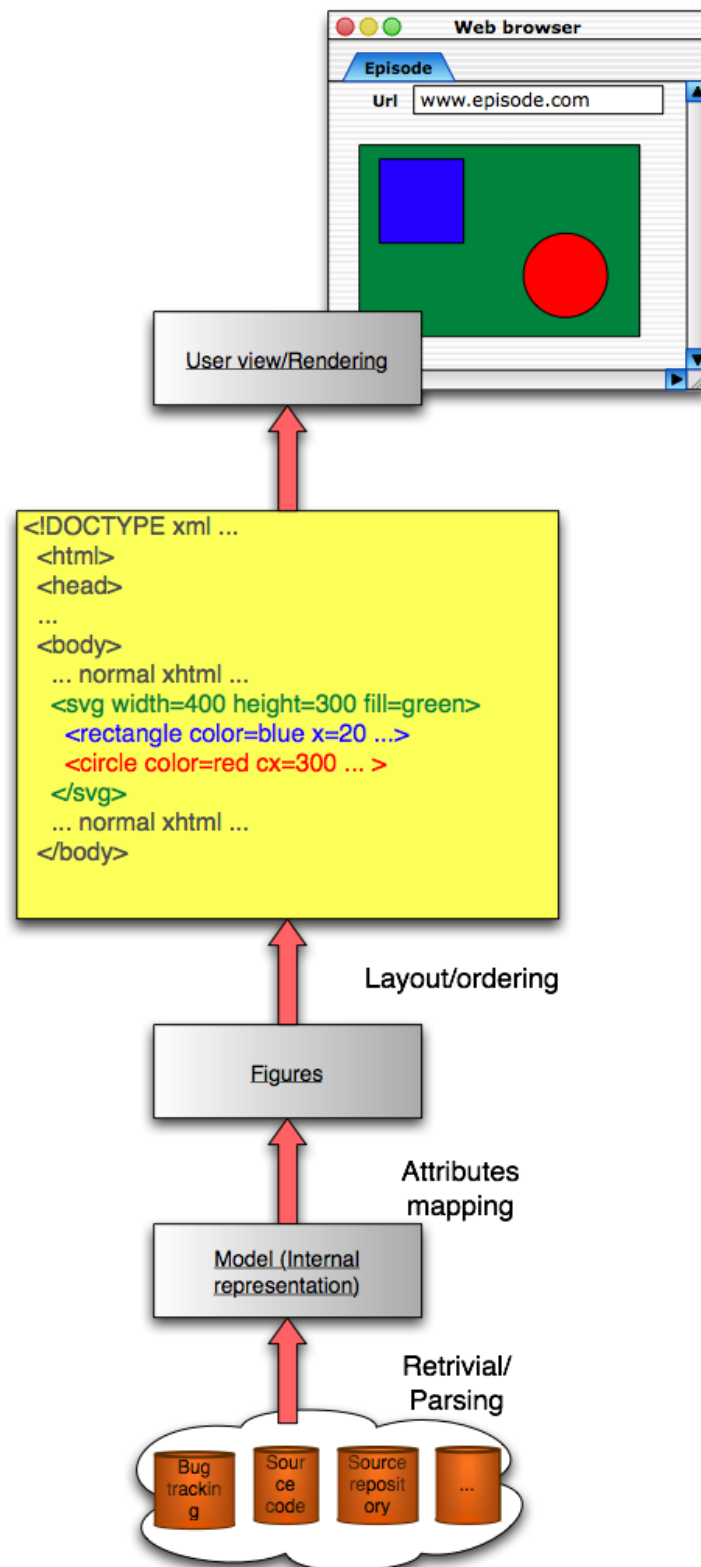 Web browser
Episode
Url www.episode.com
User view/Rendering
<!DOCTYPE xml ...
<html>
<head>
...
<body>
... normal xhtml ...
<svg width=400 height=300 fill=green>
<rectangle color=blue x=20 ...>
<circle color=red cx=300 ... >
</svg>
... normal xhtml ...
</body>
Layout/ordering
Figures
Attributes
mapping
Model (Internal
representation)
Retrivial/
Parsing
Bug
trackin
g
Sour
ce
code
Source
reposit
ory
...